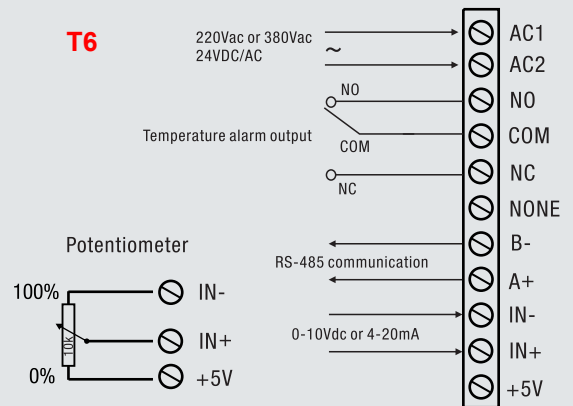 T6
220Vac or 380Vac
24VDC/AC
~
AC1
AC2
NO
NO
Temperature alarm output
COM
COM
NC
NC
NONE
B-
RS-485 communication
A+
IN-
0-10Vdc or 4-20mA
IN+
+5V
Potentiometer
100%
IN-
10k
IN+
0%
+5V